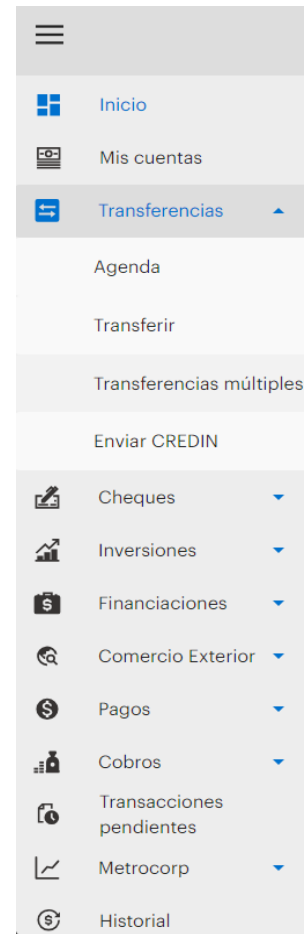 Inicio
Mis cuentas
Transferencias
Agenda
Transferir
Transferencias múltiples
Enviar CREDIN
Cheques
Inversiones
Financiaciones
Comercio Exterior
Pagos
Cobros
Transacciones
pendientes
Metrocorp
Historial